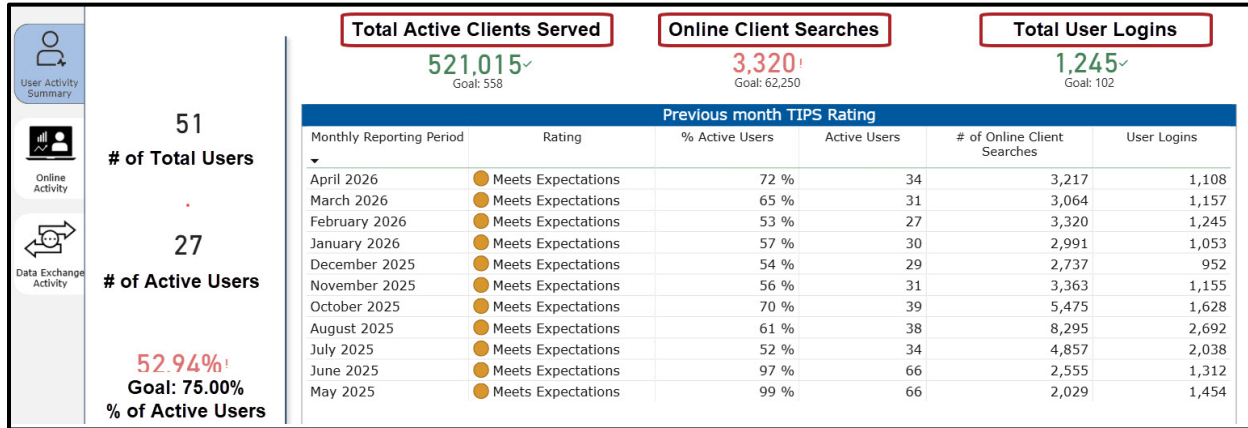 User Activity
Summary
Online
Activity
Data Exchange
Activity
51
# of Total Users
27
# of Active Users
52.94%!
Goal: 75.00%
% of Active Users
Total Active Clients Served
521,015✓
Goal: 558
Online Client Searches
3,320!
Goal: 62,250
Total User Logins
1,245✓
Goal: 102
Previous month TIPS Rating
Monthly Reporting Period Rating % Active Users Active Users # of Online Client Searches User Logins
April 2026 Meets Expectations 72 % 34 3,217 1,108
March 2026 Meets Expectations 65 % 31 3,064 1,157
February 2026 Meets Expectations 53 % 27 3,320 1,245
January 2026 Meets Expectations 57 % 30 2,991 1,053
December 2025 Meets Expectations 54 % 29 2,737 952
November 2025 Meets Expectations 56 % 31 3,363 1,155
October 2025 Meets Expectations 70 % 39 5,475 1,628
August 2025 Meets Expectations 61 % 38 8,295 2,692
July 2025 Meets Expectations 52 % 34 4,857 2,038
June 2025 Meets Expectations 97 % 66 2,555 1,312
May 2025 Meets Expectations 99 % 66 2,029 1,454